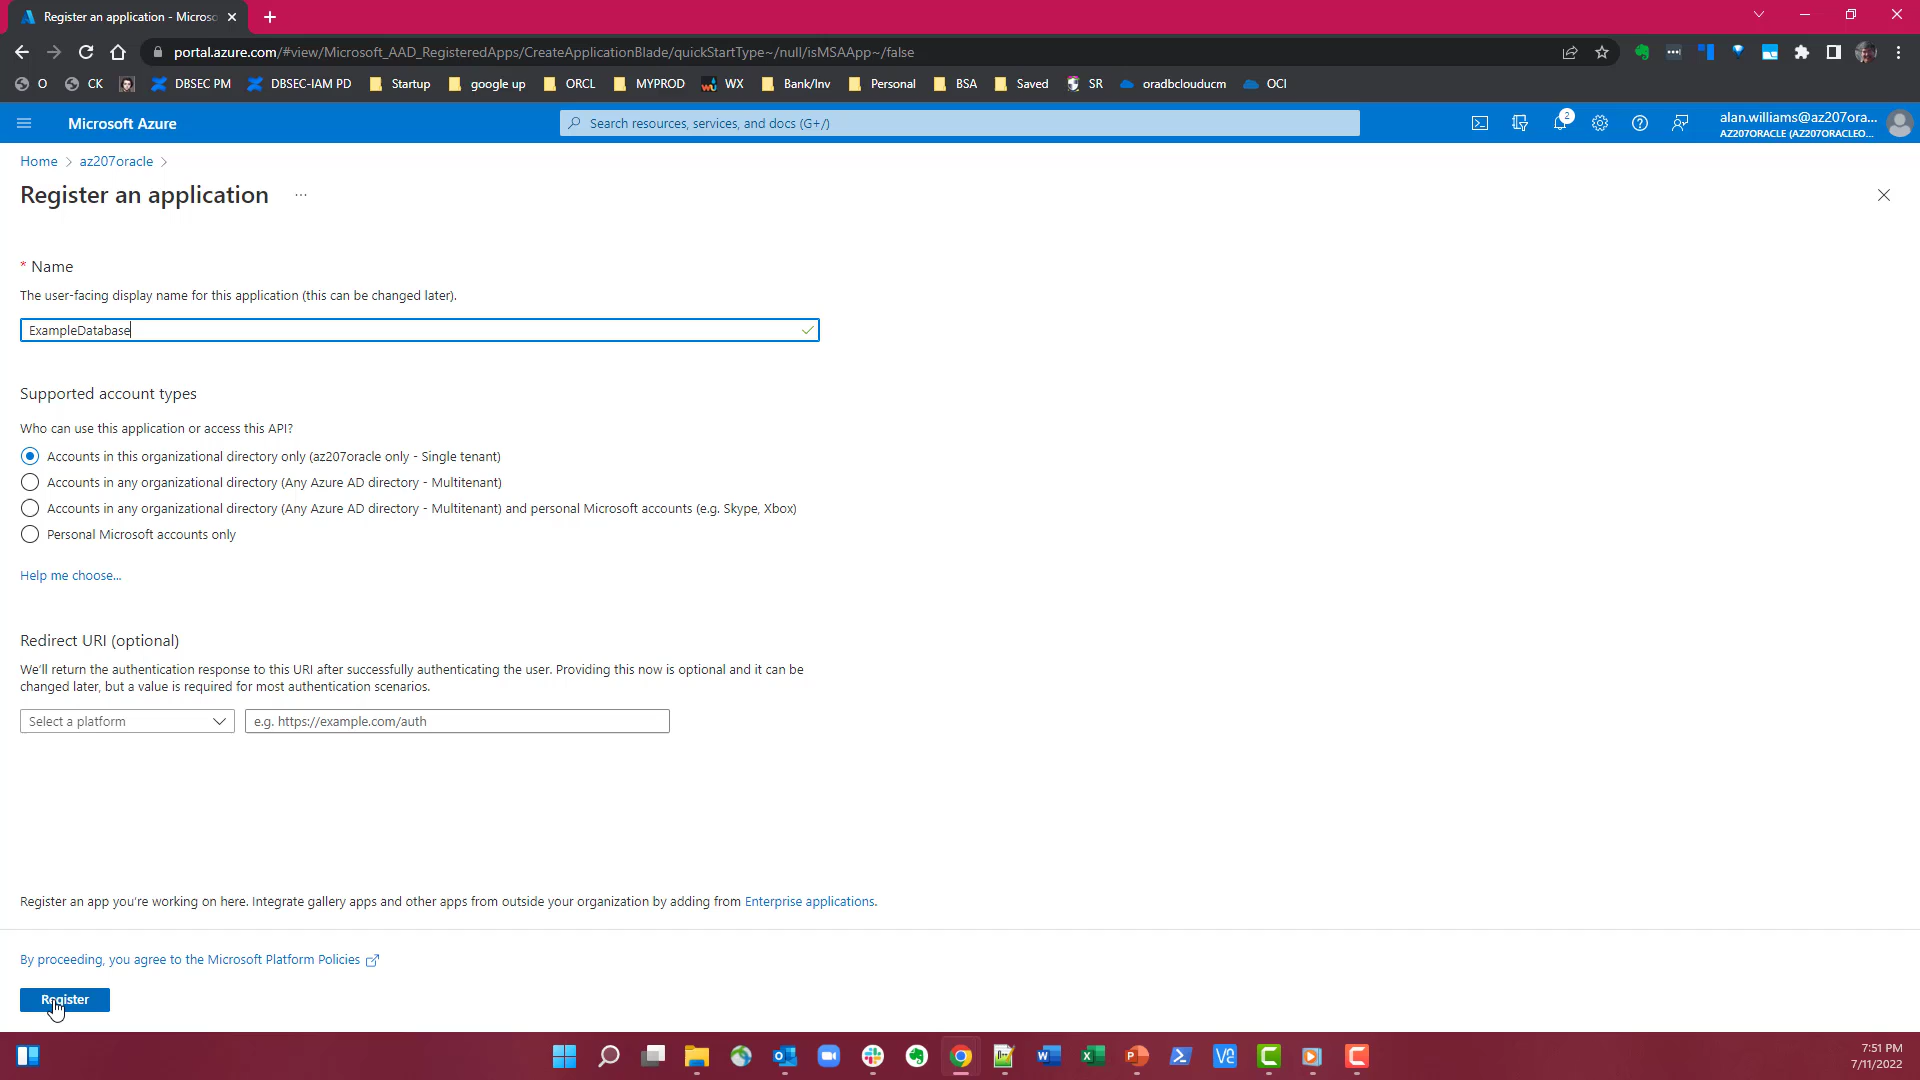 Register an application - Microso
portal.azure.com/#view/Microsoft_AAD_RegisteredApps/CreateApplicationBlade/quickStartType~/null/isMSAApp~/false
O CK DBSEC PM DBSEC-IAM PD Startup google up ORCL MYPROD WX Bank/Inv Personal BSA Saved SR oradbclouducm OCI
Microsoft Azure
Search resources, services, and docs (G+/)
2
alan.williams@az207ora...
AZ207ORACLE (AZ207ORACLEO...
Home > az207oracle >
Register an application ...
* Name
The user-facing display name for this application (this can be changed later).
ExampleDatabase
Supported account types
Who can use this application or access this API?
Accounts in this organizational directory only (az207oracle only - Single tenant)
Accounts in any organizational directory (Any Azure AD directory - Multitenant)
Accounts in any organizational directory (Any Azure AD directory - Multitenant) and personal Microsoft accounts (e.g. Skype, Xbox)
Personal Microsoft accounts only
Help me choose...
Redirect URI (optional)
We'll return the authentication response to this URI after successfully authenticating the user. Providing this now is optional and it can be
changed later, but a value is required for most authentication scenarios.
Select a platform
e.g. https://example.com/auth
Register an app you're working on here. Integrate gallery apps and other apps from outside your organization by adding from Enterprise applications.
By proceeding, you agree to the Microsoft Platform Policies
Register
7:51 PM
7/11/2022